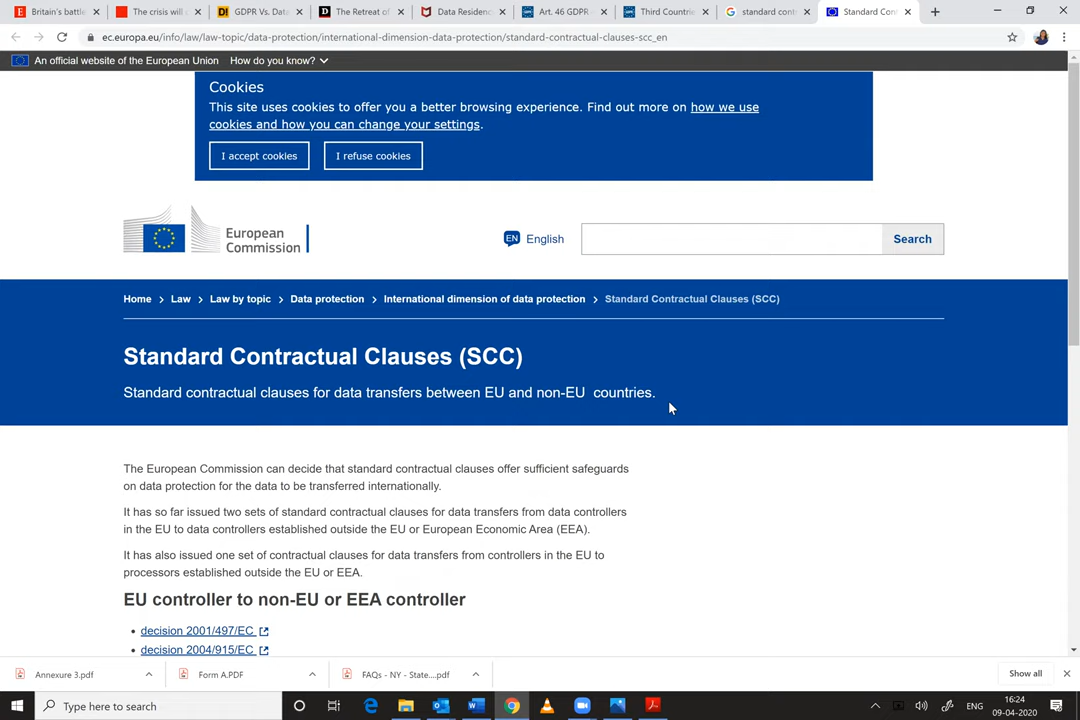 Britain's battle
The crisis will
GDPR Vs. Data
The Retreat of
Data Residenc
Art. 46 GDPR
Third Countrie
standard contr
Standard Cont
ec.europa.eu/info/law/law-topic/data-protection/international-dimension-data-protection/standard-contractual-clauses-scc_en
An official website of the European Union How do you know?
Cookies
This site uses cookies to offer you a better browsing experience. Find out more on how we use
cookies and how you can change your settings.
I accept cookies
I refuse cookies
European
Commission
EN English
Search
Home > Law > Law by topic > Data protection > International dimension of data protection > Standard Contractual Clauses (SCC)
Standard Contractual Clauses (SCC)
Standard contractual clauses for data transfers between EU and non-EU countries.
The European Commission can decide that standard contractual clauses offer sufficient safeguards
on data protection for the data to be transferred internationally.
It has so far issued two sets of standard contractual clauses for data transfers from data controllers
in the EU to data controllers established outside the EU or European Economic Area (EEA).
It has also issued one set of contractual clauses for data transfers from controllers in the EU to
processors established outside the EU or EEA.
EU controller to non-EU or EEA controller
• decision 2001/497/EC
• decision 2004/915/EC
Annexure 3.pdf
Form A.PDF
FAQs - NY - State....pdf
Show all
Type here to search
ENG
16:24
09-04-2020